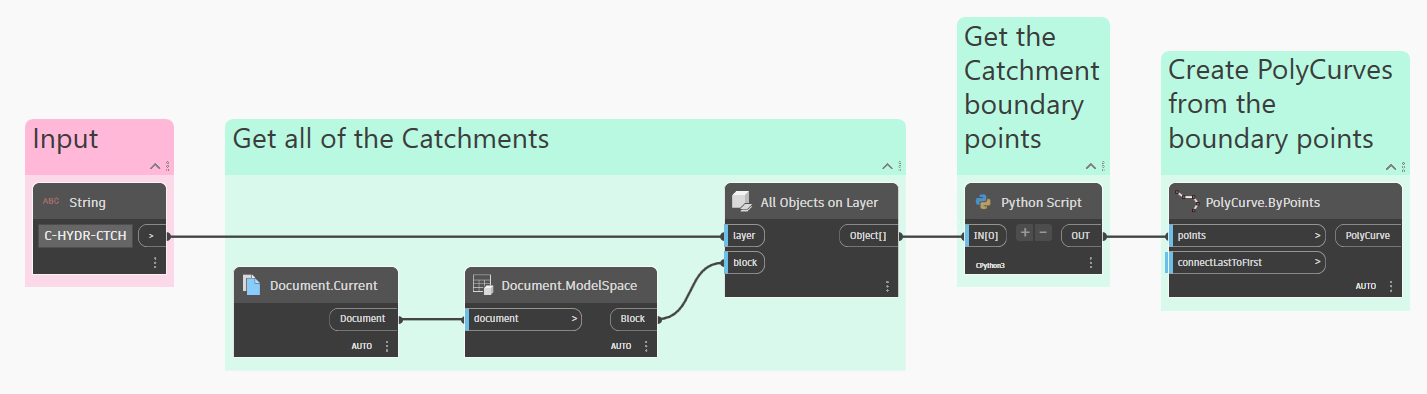 Input
ABC String
C-HYDR-CTCH >
Get all of the Catchments
Document.Current
Document
AUTO
Document.ModelSpace
document > Block
AUTO
All Objects on Layer
layer Object[]
block
Get the
Catchment
boundary
points
Python Script
IN[0] + − OUT
CPython3
Create PolyCurves
from the
boundary points
PolyCurve.ByPoints
points > PolyCurve
connectLastToFirst >
AUTO